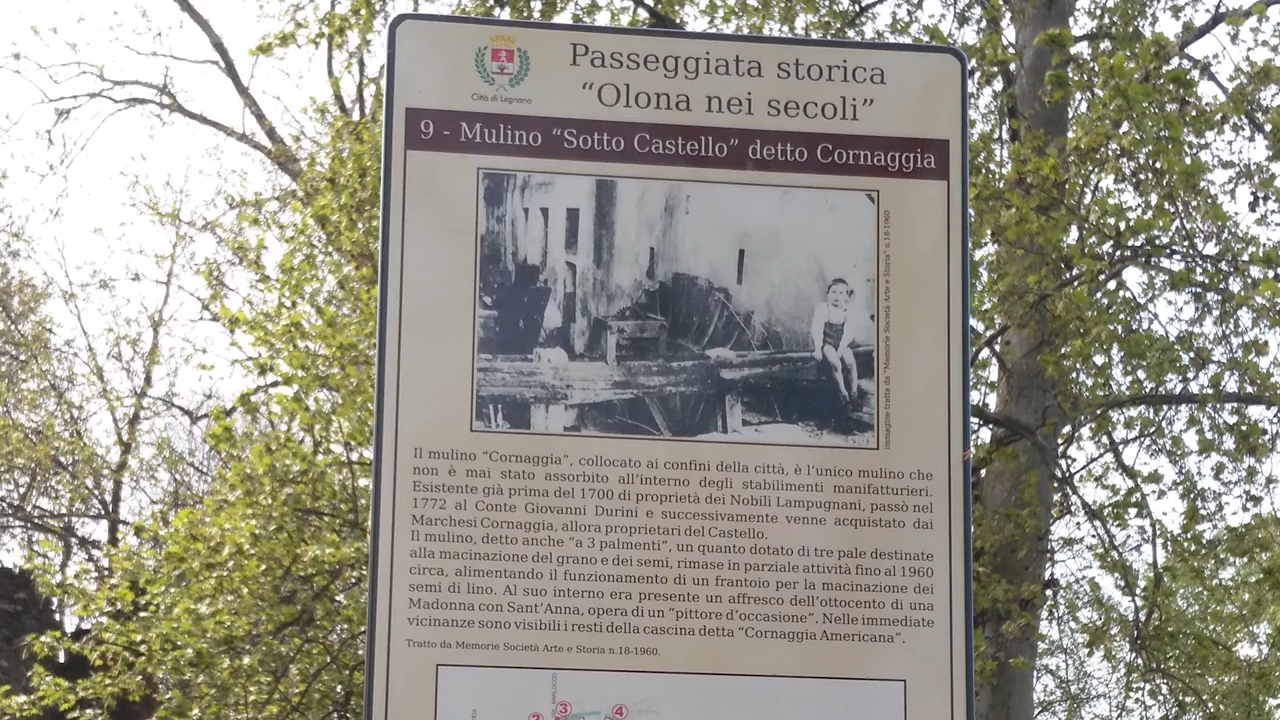 Città di Legnano
Passeggiata storica
“Olona nei secoli”
9 - Mulino “Sotto Castello” detto Cornaggia
immagine tratta da “Memorie Società Arte e Storia” n.18-1960
Il mulino “Cornaggia”, collocato ai confini della città, è l’unico mulino che
non è mai stato assorbito all’interno degli stabilimenti manifatturieri.
Esistente già prima del 1700 di proprietà dei Nobili Lampugnani, passò nel
1772 al Conte Giovanni Durini e successivamente venne acquistato dai
Marchesi Cornaggia, allora proprietari del Castello.
Il mulino, detto anche “a 3 palmenti”, un quanto dotato di tre pale destinate
alla macinazione del grano e dei semi, rimase in parziale attività fino al 1960
circa, alimentando il funzionamento di un frantoio per la macinazione dei
semi di lino. Al suo interno era presente un affresco dell’ottocento di una
Madonna con Sant’Anna, opera di un “pittore d’occasione”. Nelle immediate
vicinanze sono visibili i resti della cascina detta “Cornaggia Americana”.
Tratto da Memorie Società Arte e Storia n.18-1960.
2 3 4